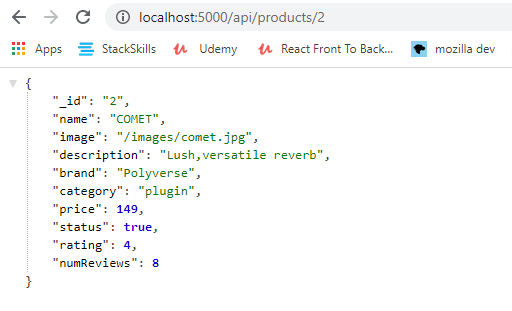 localhost:5000/api/products/2
Apps StackSkills Udemy React Front To Back... mozilla dev
{
"_id": "2",
"name": "COMET",
"image": "/images/comet.jpg",
"description": "Lush,versatile reverb",
"brand": "Polyverse",
"category": "plugin",
"price": 149,
"status": true,
"rating": 4,
"numReviews": 8
}